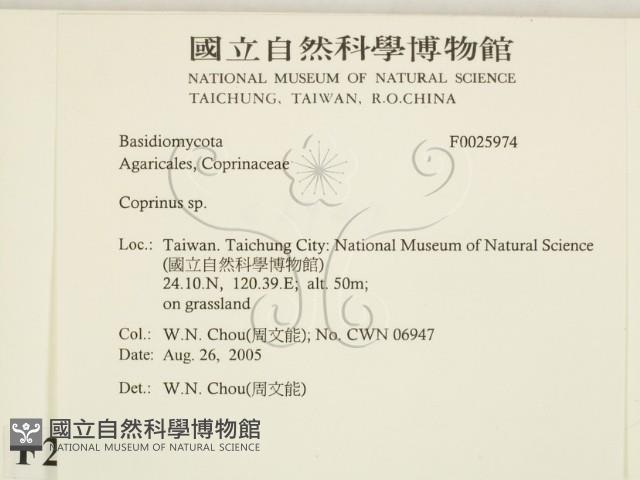 國立自然科學博物館
NATIONAL MUSEUM OF NATURAL SCIENCE
TAICHUNG, TAIWAN, R.O.CHINA
Basidiomycota F0025974
Agaricales, Coprinaceae
Coprinus sp.
Loc.: Taiwan. Taichung City: National Museum of Natural Science
(國立自然科學博物館)
24.10.N, 120.39.E; alt. 50m;
on grassland
Col.: W.N. Chou(周文能); No. CWN 06947
Date: Aug. 26, 2005
Det.: W.N. Chou(周文能)
國立自然科學博物館
NATIONAL MUSEUM OF NATURAL SCIENCE